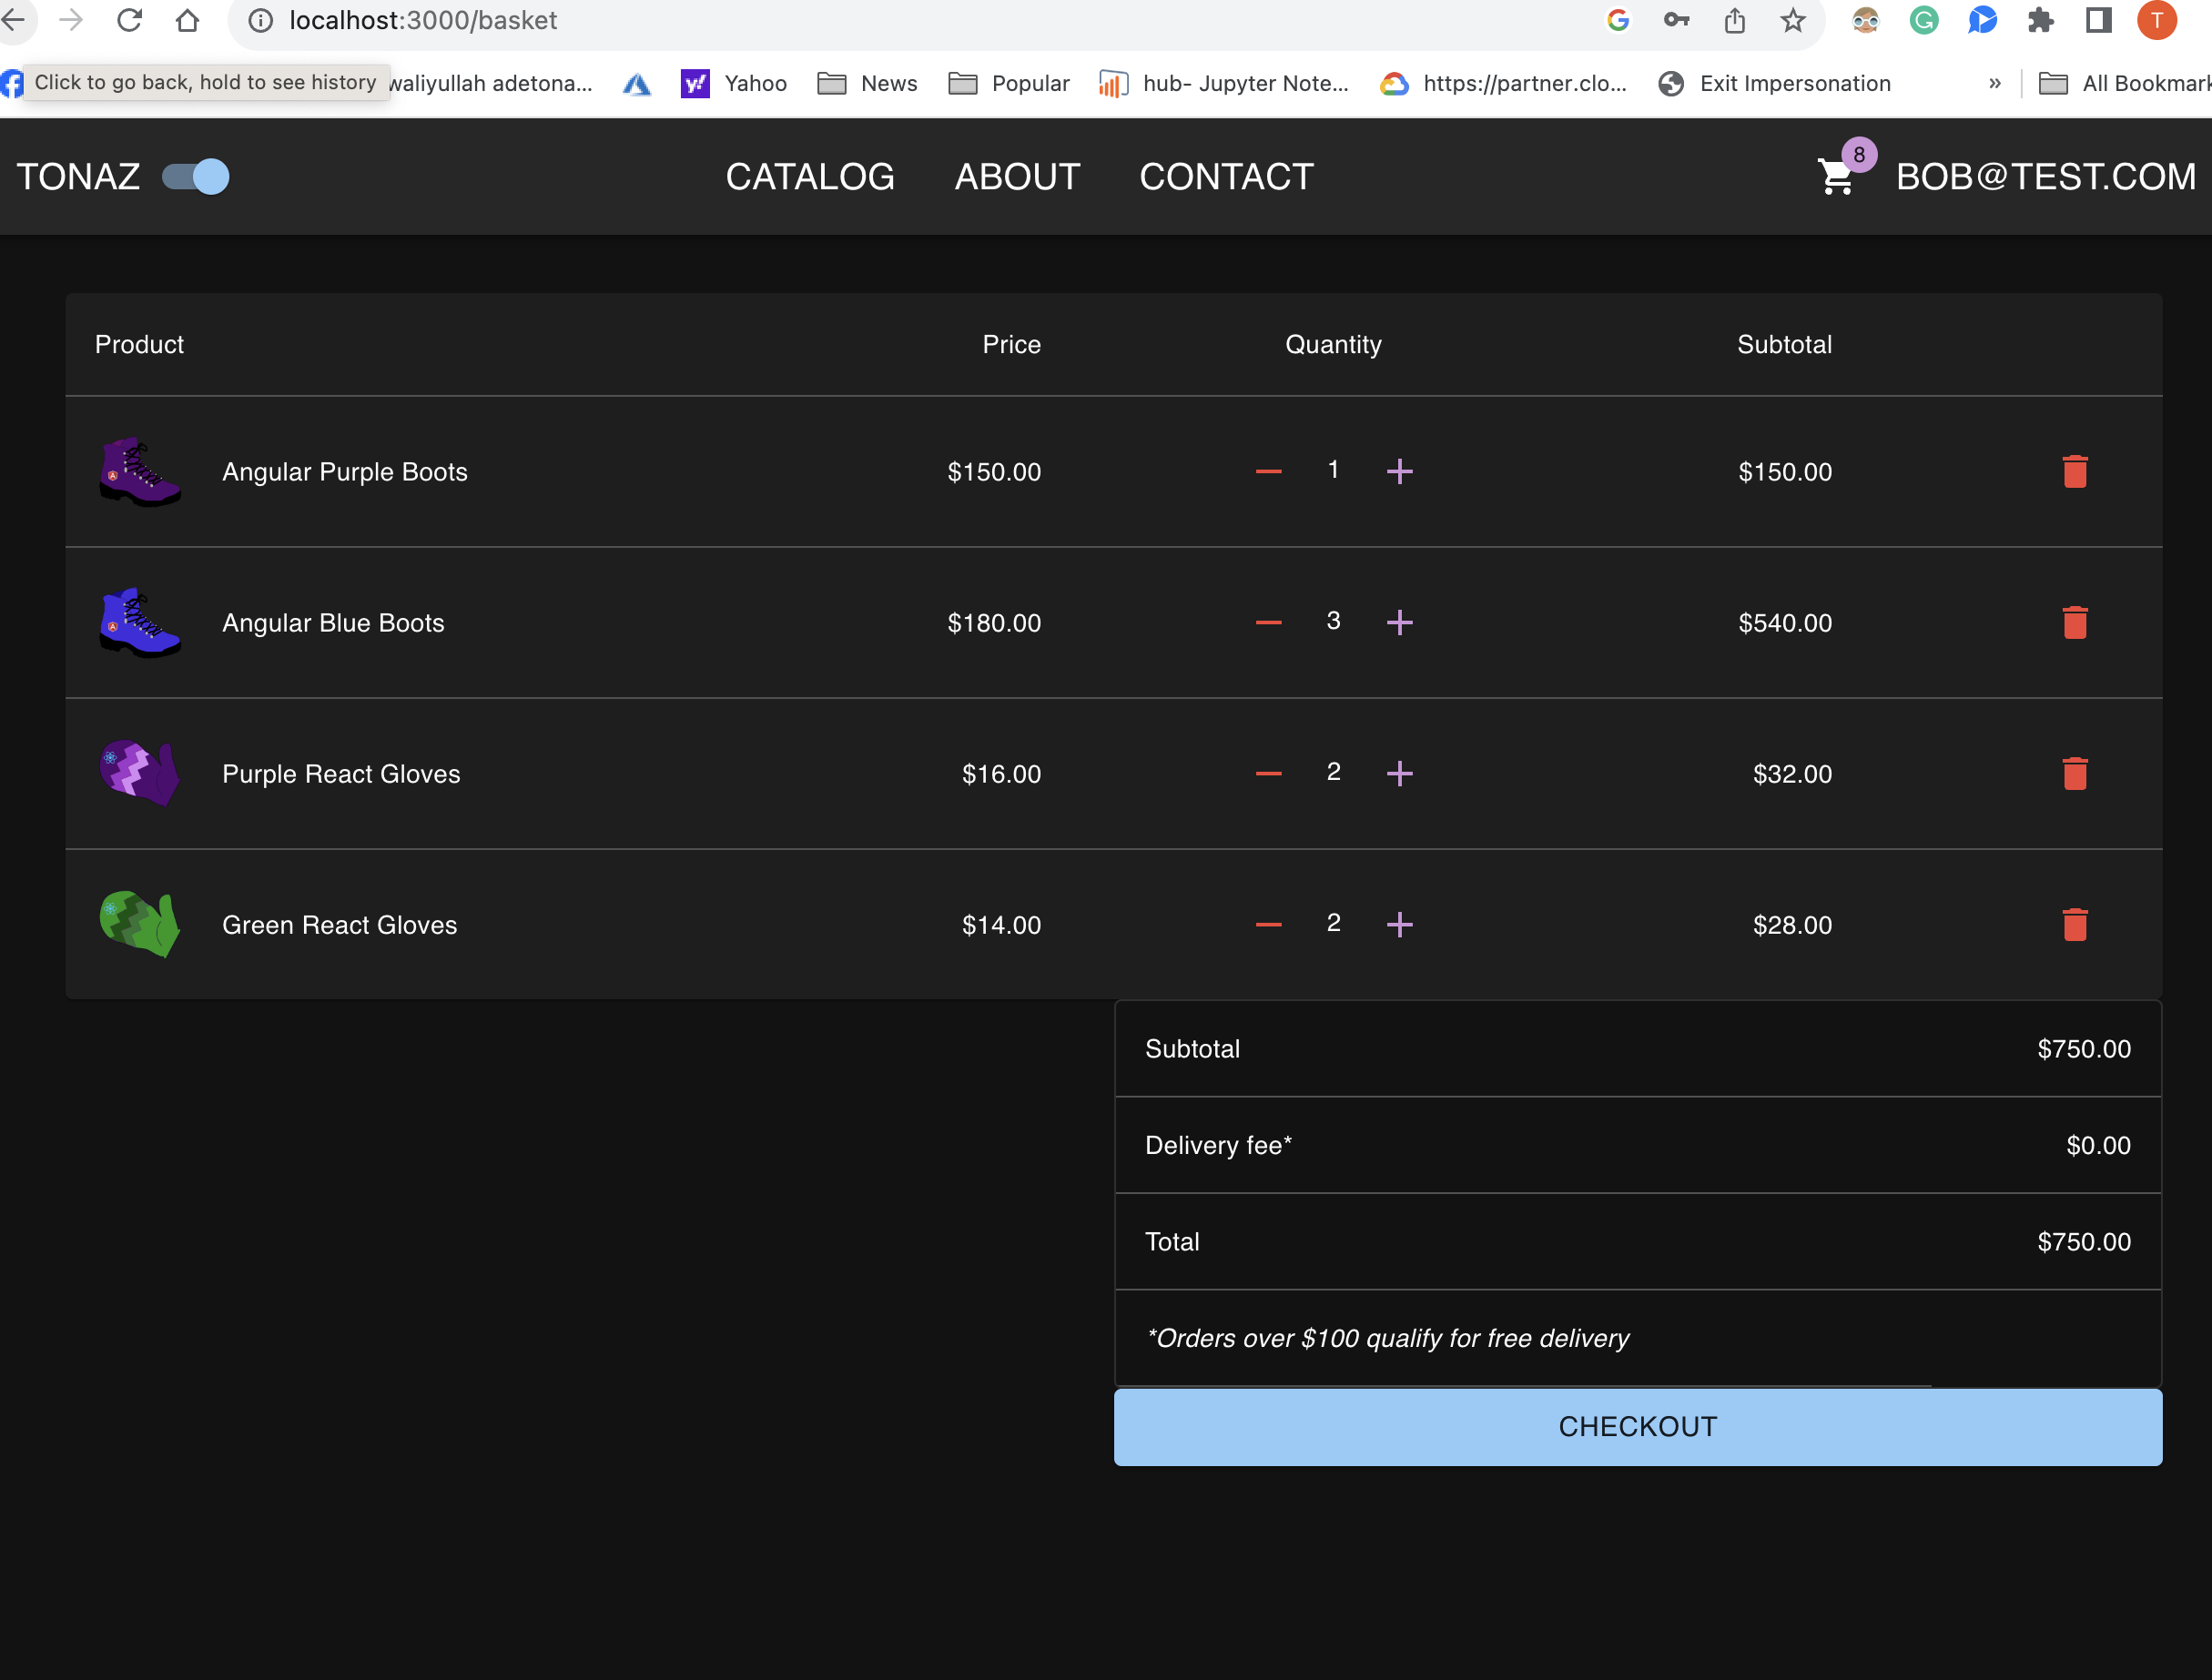 localhost:3000/basket
T
Click to go back, hold to see history
waliyullah adetona...
Yahoo
News
Popular
hub- Jupyter Note...
https://partner.clo...
Exit Impersonation
»
All Bookmark
TONAZ
CATALOG
ABOUT
CONTACT
8
BOB@TEST.COM
Product Price Quantity Subtotal
Angular Purple Boots $150.00 1 $150.00
Angular Blue Boots $180.00 3 $540.00
Purple React Gloves $16.00 2 $32.00
Green React Gloves $14.00 2 $28.00
Subtotal $750.00
Delivery fee* $0.00
Total $750.00
*Orders over $100 qualify for free delivery
CHECKOUT